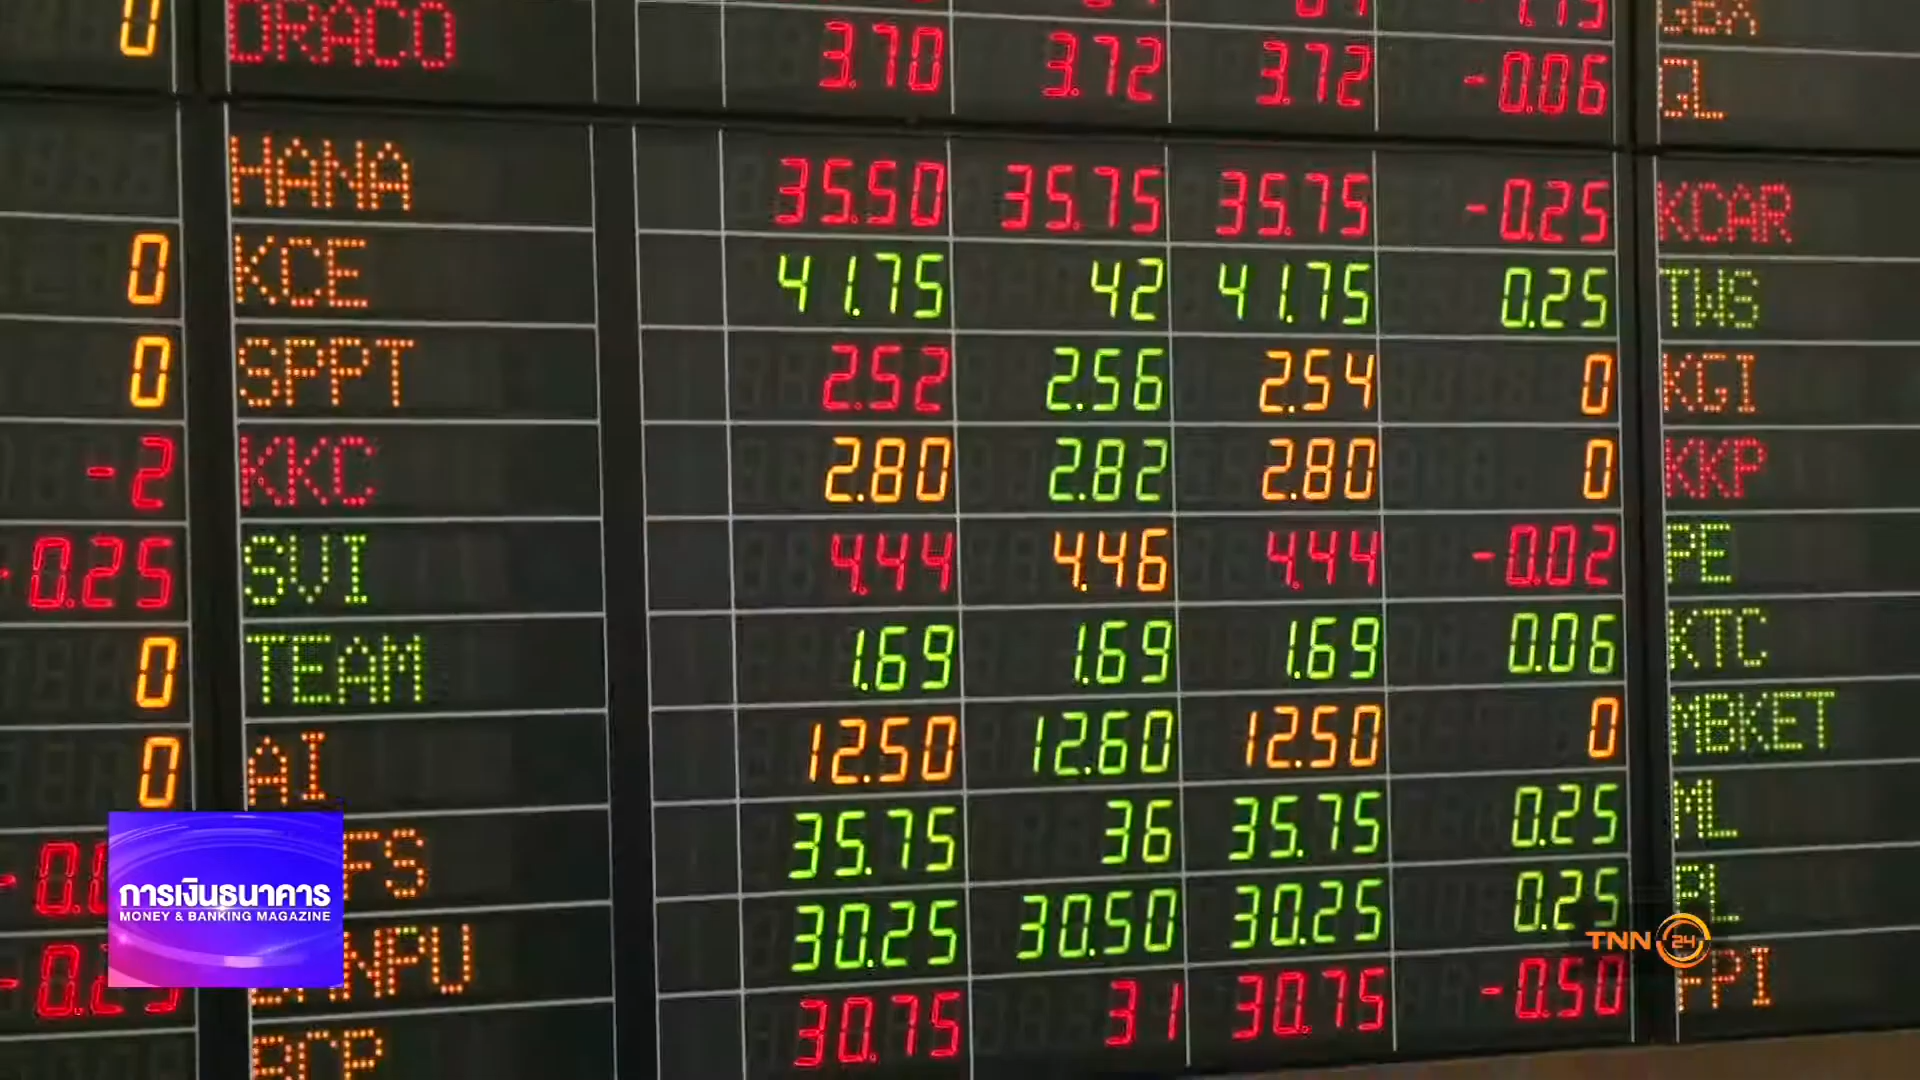 0 DRACO 3.70 3.72 3.72 -0.06 QL
HANA 35.50 35.75 35.75 -0.25 KCAR
0 KCE 41.75 42 41.75 0.25 TWS
0 SPPT 2.52 2.56 2.54 0 KGI
-2 KKC 2.80 2.82 2.80 0 KKP
-0.25 SVI 4.44 4.46 4.44 -0.02 PE
0 TEAM 1.69 1.69 1.69 0.06 KTC
0 AI 12.50 12.60 12.50 0 MBKET
FS 35.75 36 35.75 0.25 ML
NPU 30.25 30.50 30.25 0.25 PL
30.75 31 30.75 -0.50 FPI
การเงินธนาคาร
MONEY & BANKING MAGAZINE
TNN 24